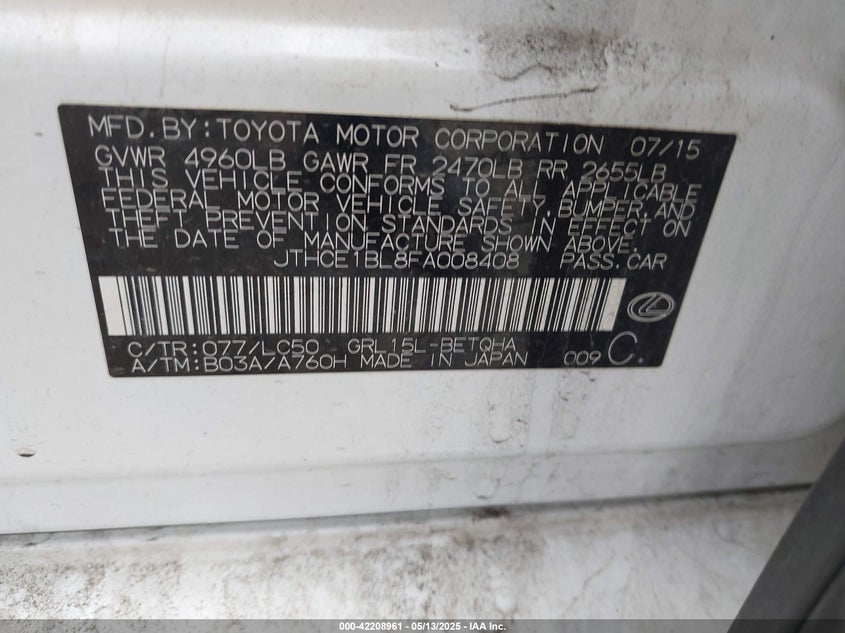 MFD. BY: TOYOTA MOTOR CORPORATION 07/15
GVWR 4960LB GAWR FR 2470LB RR 2655LB
THIS VEHICLE CONFORMS TO ALL APPLICABLE
FEDERAL MOTOR VEHICLE SAFETY, BUMPER, AND
THEFT PREVENTION STANDARDS IN EFFECT ON
THE DATE OF MANUFACTURE SHOWN ABOVE.
JTHCE1BL8FA008408 PASS. CAR
C/TR: 077/LC50 GRL15L-BETQHA
A/TM: B03A/A760H MADE IN JAPAN 009 C
000-42208961 - 05/13/2025 - IAA Inc.